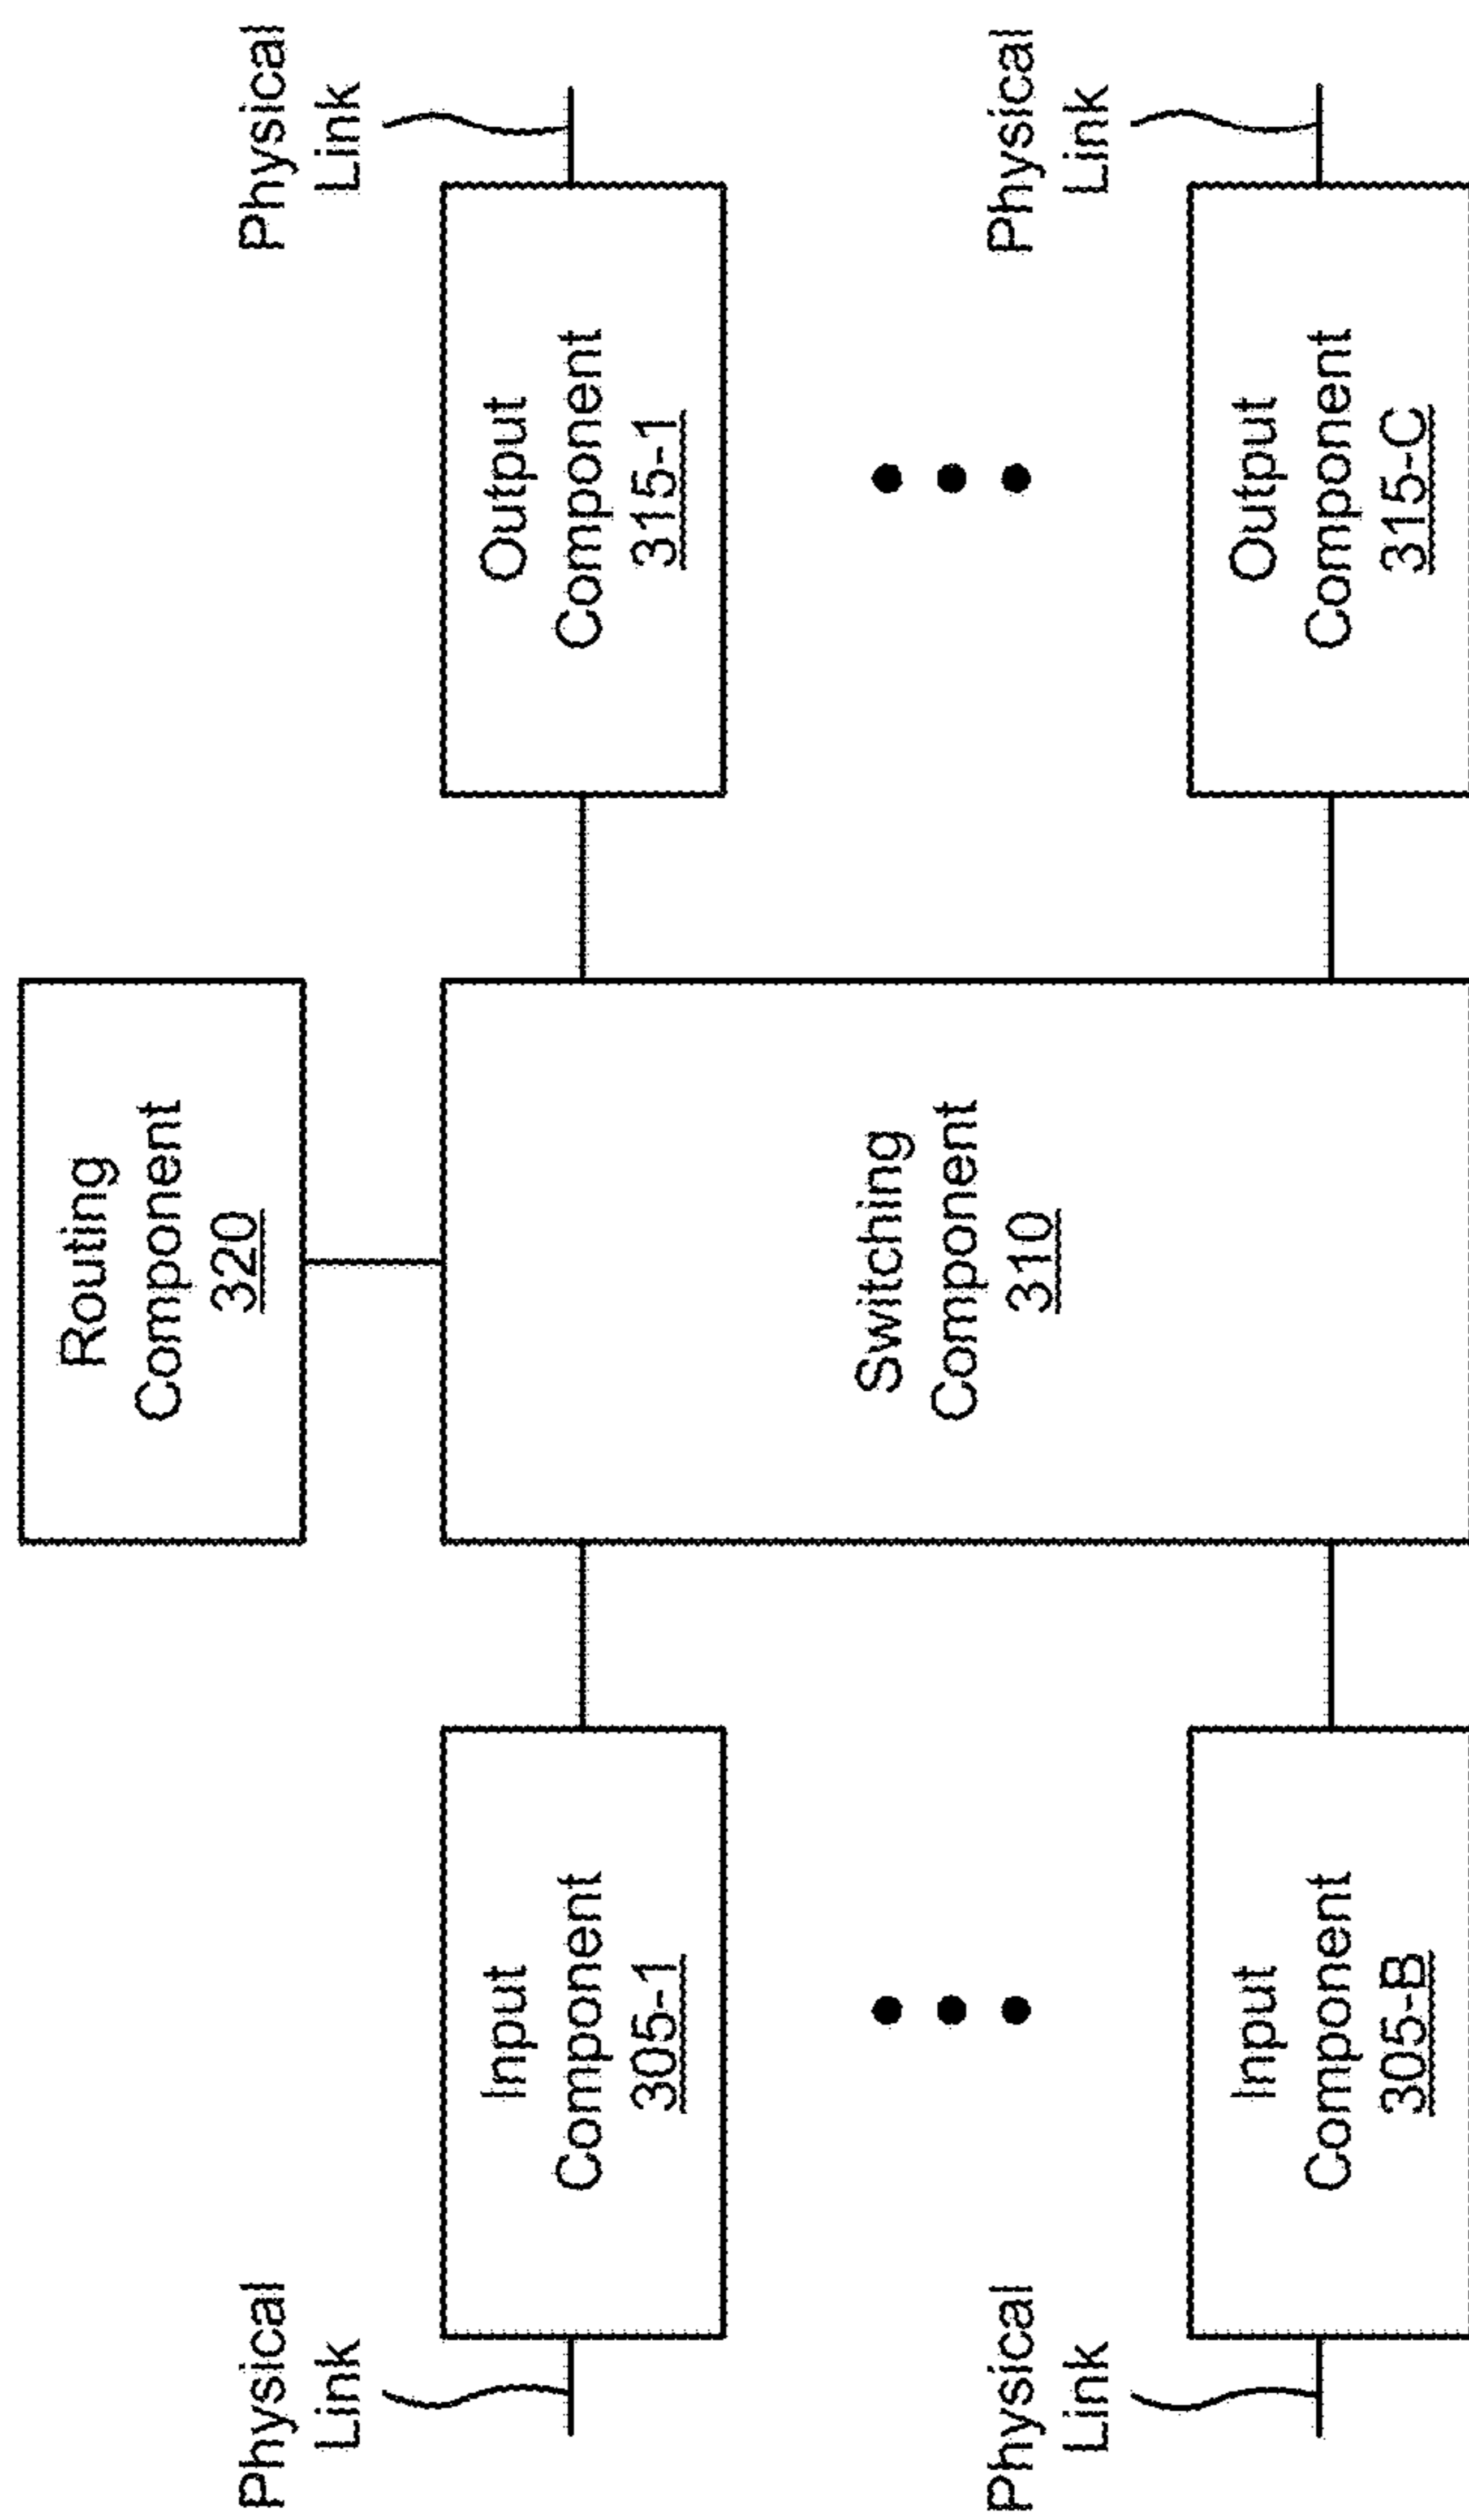 Routing
Component
320
Physical
Link
Input
Component
305-1
Switching
Component
310
Output
Component
315-1
Physical
Link
Physical
Link
Input
Component
305-B
Output
Component
315-C
Physical
Link